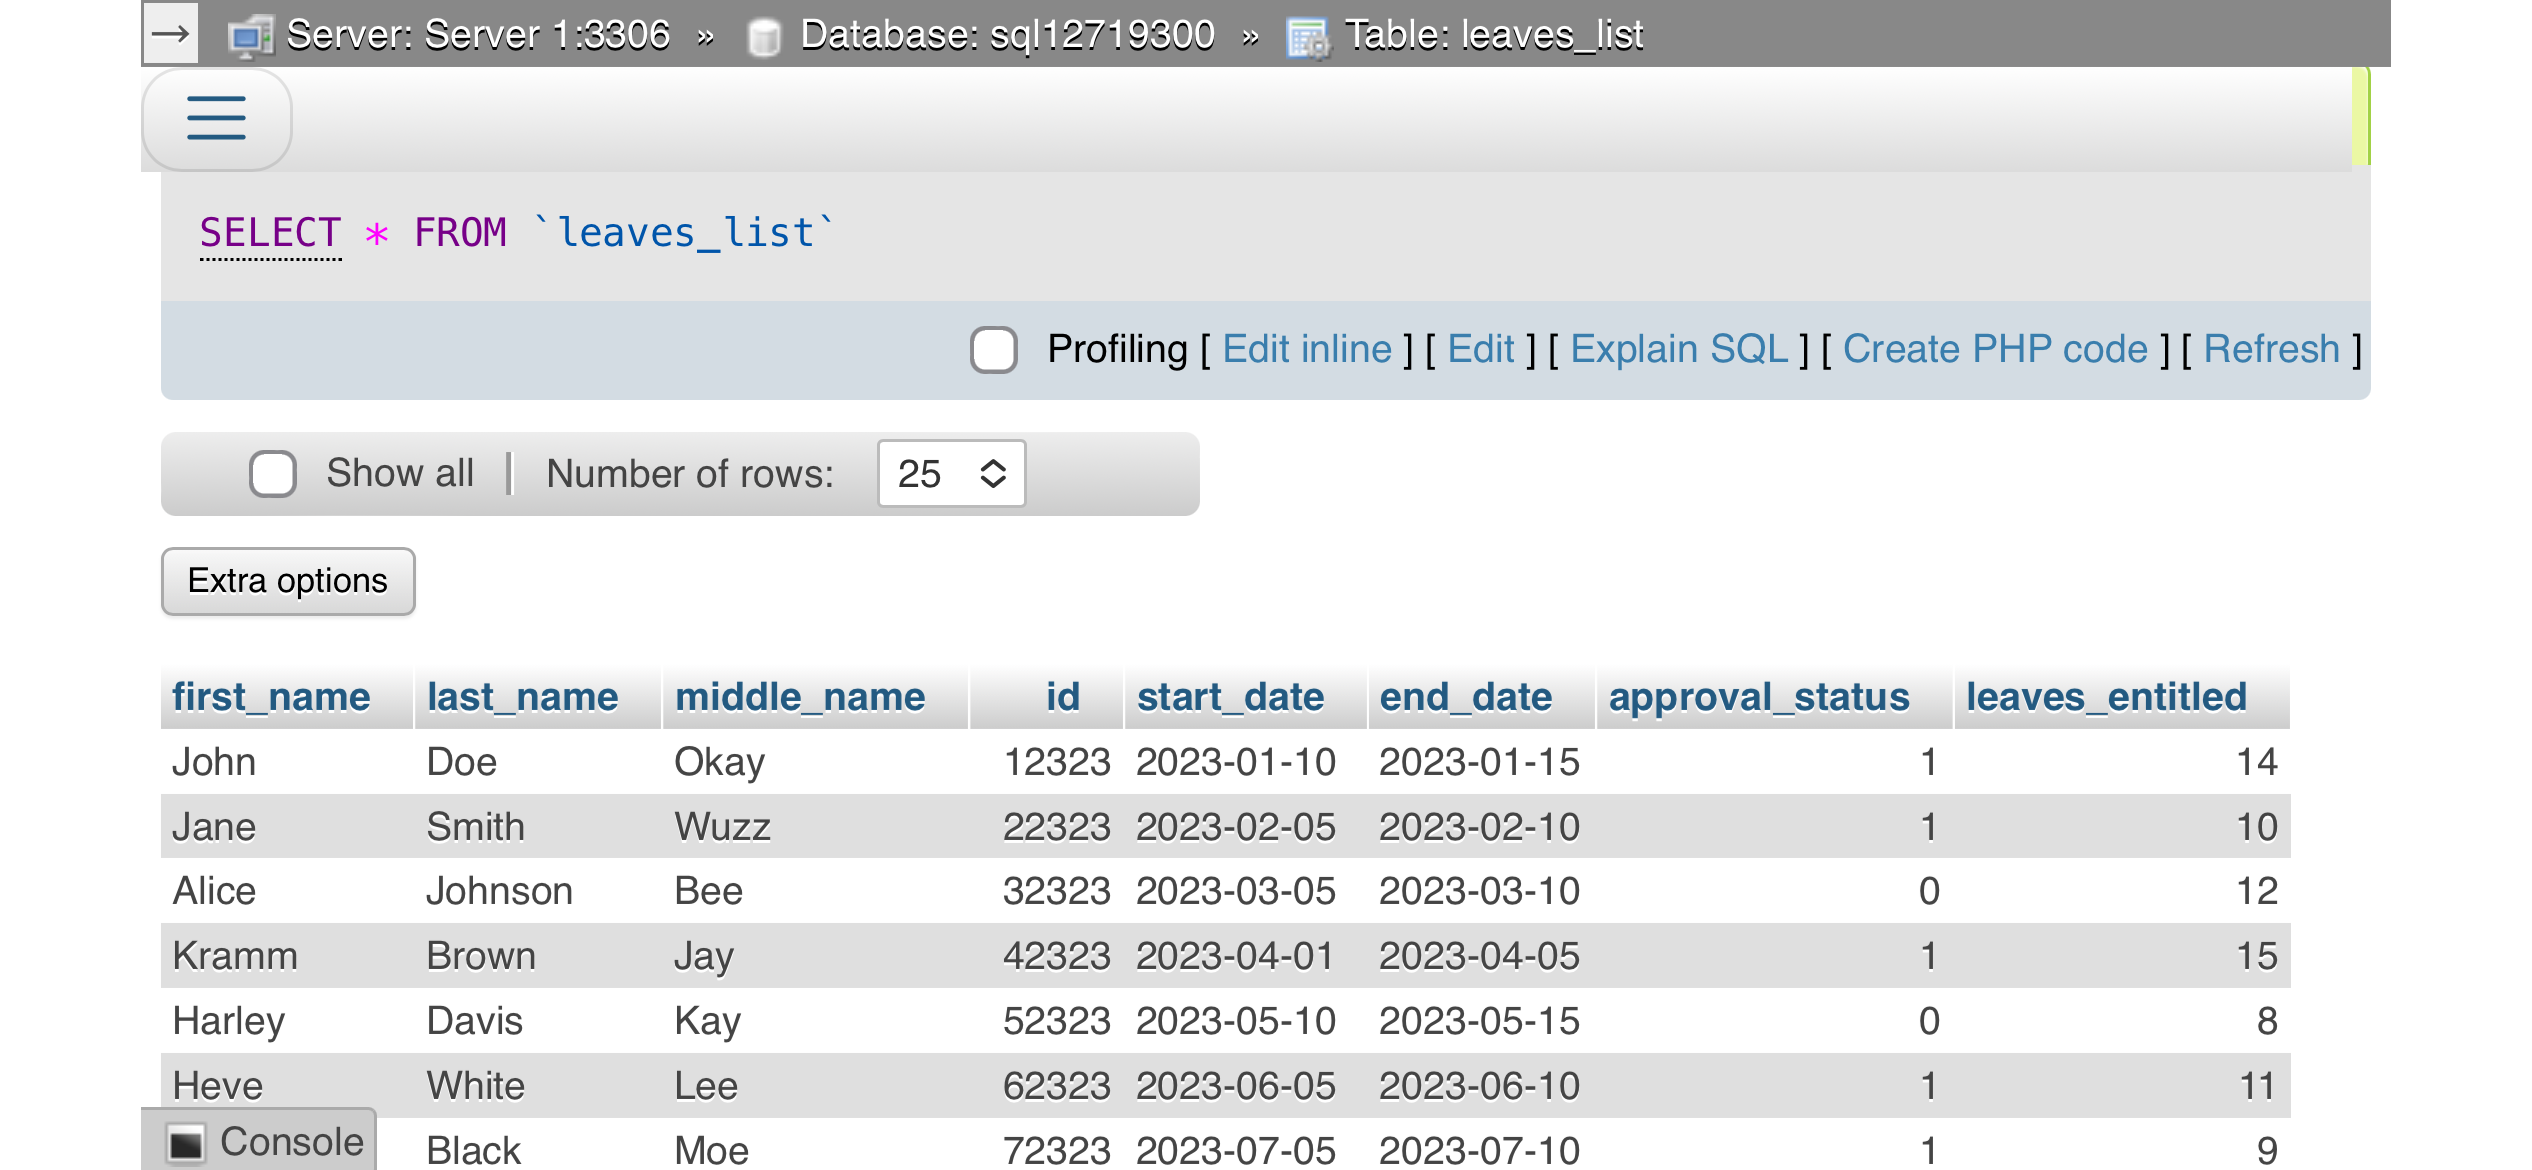 → Server: Server 1:3306 » Database: sql12719300 » Table: leaves_list
SELECT * FROM `leaves_list`
Profiling [ Edit inline ] [ Edit ] [ Explain SQL ] [ Create PHP code ] [ Refresh ]
Show all | Number of rows: 25
Extra options
first_name last_name middle_name id start_date end_date approval_status leaves_entitled
John Doe Okay 12323 2023-01-10 2023-01-15 1 14
Jane Smith Wuzz 22323 2023-02-05 2023-02-10 1 10
Alice Johnson Bee 32323 2023-03-05 2023-03-10 0 12
Kramm Brown Jay 42323 2023-04-01 2023-04-05 1 15
Harley Davis Kay 52323 2023-05-10 2023-05-15 0 8
Heve White Lee 62323 2023-06-05 2023-06-10 1 11
Console Black Moe 72323 2023-07-05 2023-07-10 1 9